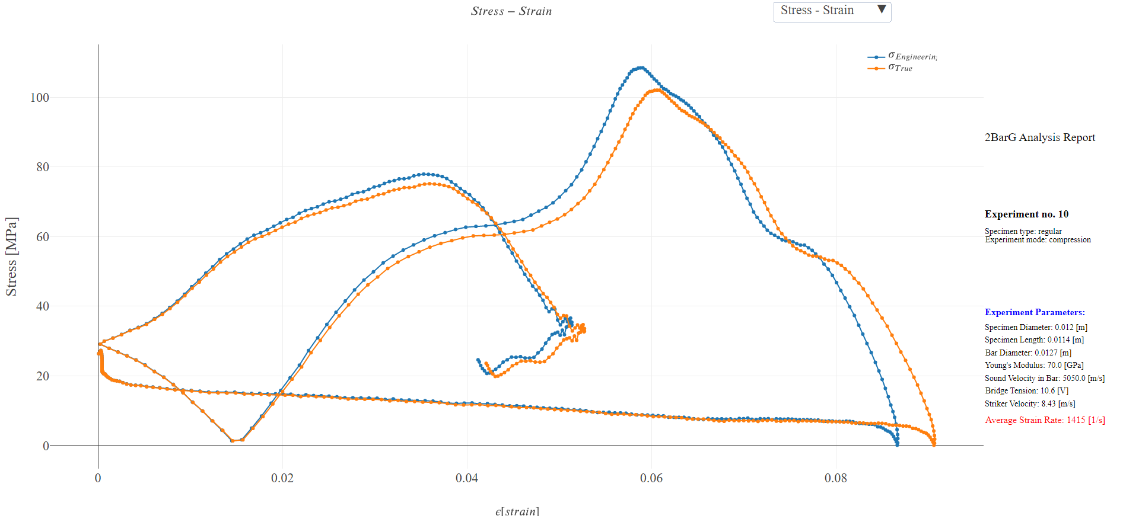 Stress − Strain
Stress - Strain ▼
σEngineerin,
σTrue
100
80
60
40
20
0
Stress [MPa]
0
0.02
0.04
0.06
0.08
ϵ[strain]
2BarG Analysis Report
Experiment no. 10
Specimen type: regular
Experiment mode: compression
Experiment Parameters:
Specimen Diameter: 0.012 [m]
Specimen Length: 0.0114 [m]
Bar Diameter: 0.0127 [m]
Young's Modulus: 70.0 [GPa]
Sound Velocity in Bar: 5050.0 [m/s]
Bridge Tension: 10.6 [V]
Striker Velocity: 8.43 [m/s]
Average Strain Rate: 1415 [1/s]